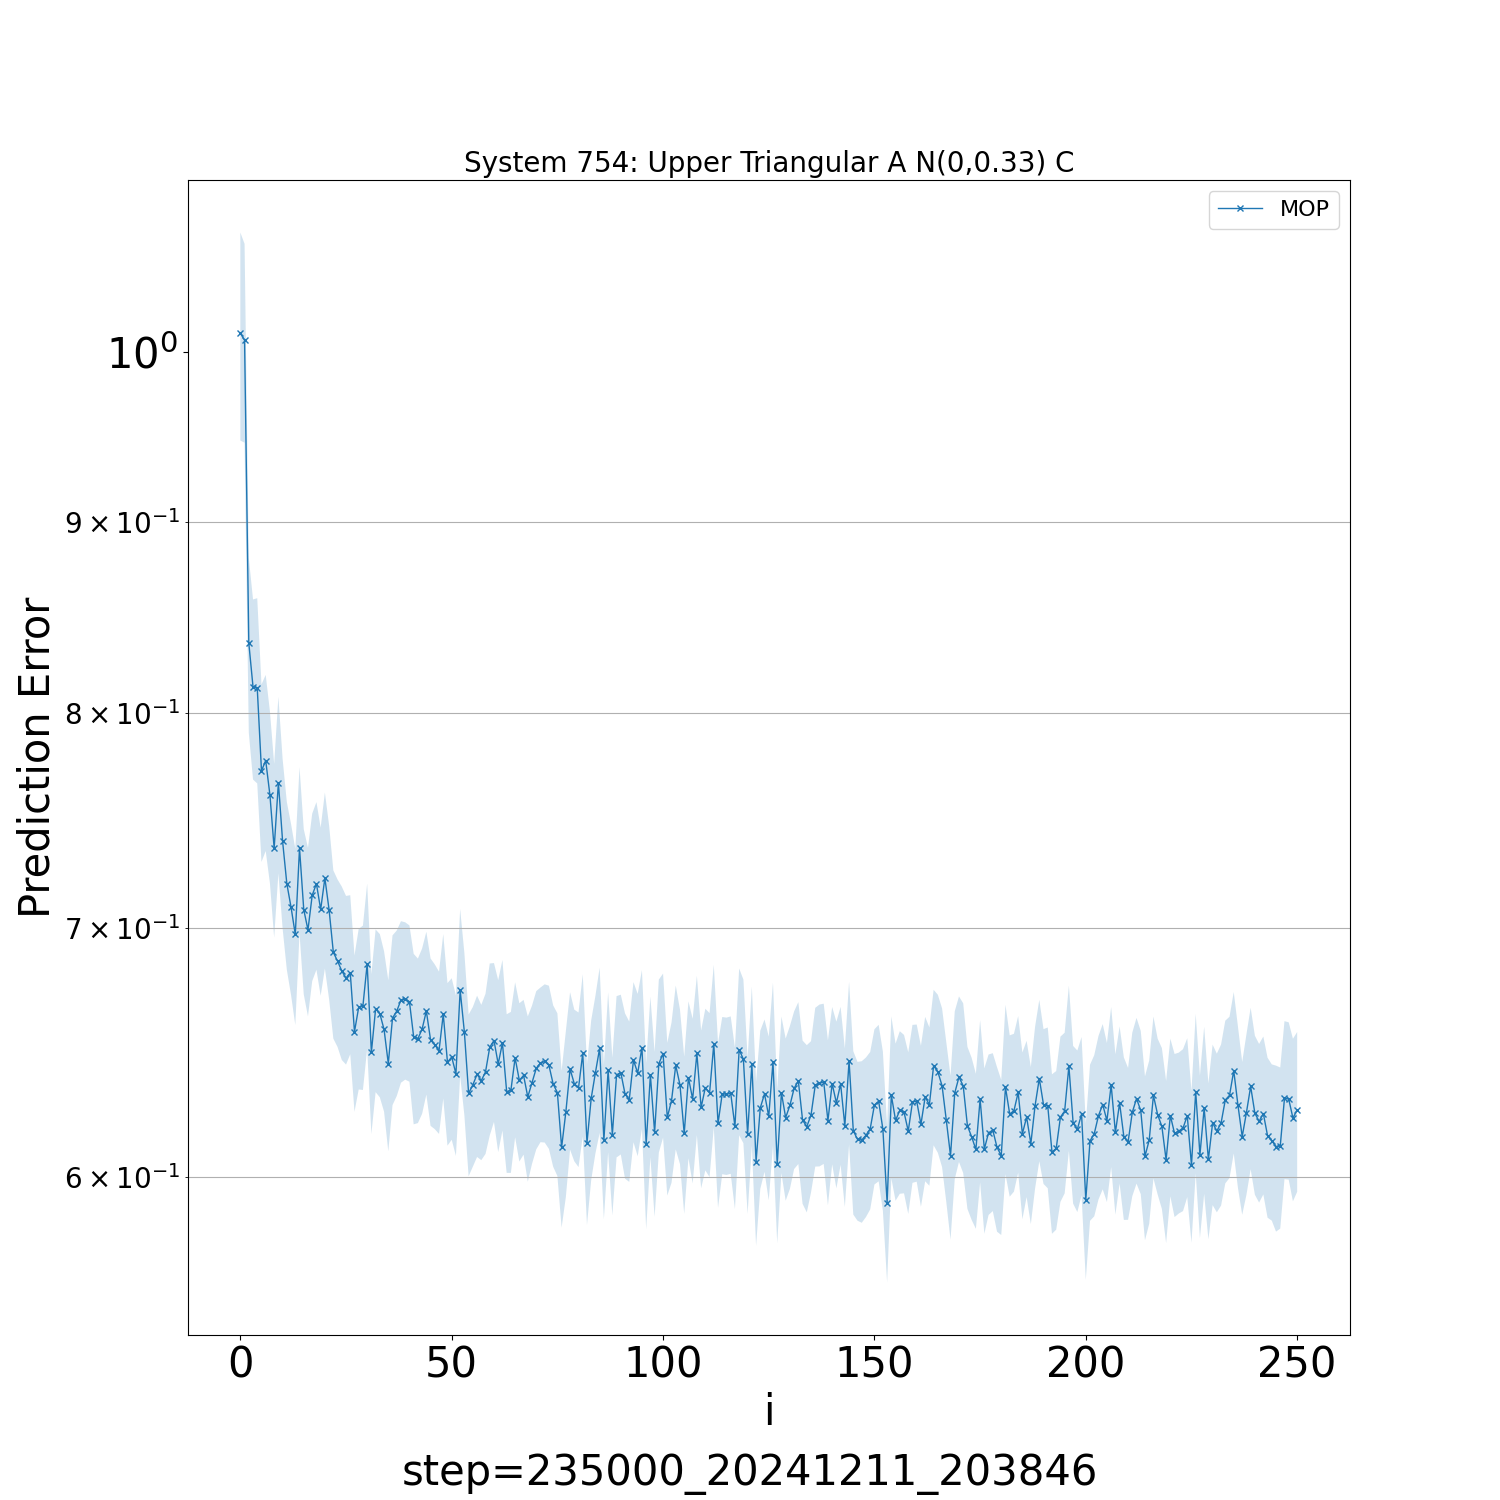 System 754: Upper Triangular A N(0,0.33) C
MOP
10⁰
9 × 10⁻¹
8 × 10⁻¹
7 × 10⁻¹
6 × 10⁻¹
Prediction Error
0 50 100 150 200 250
i
step=235000_20241211_203846